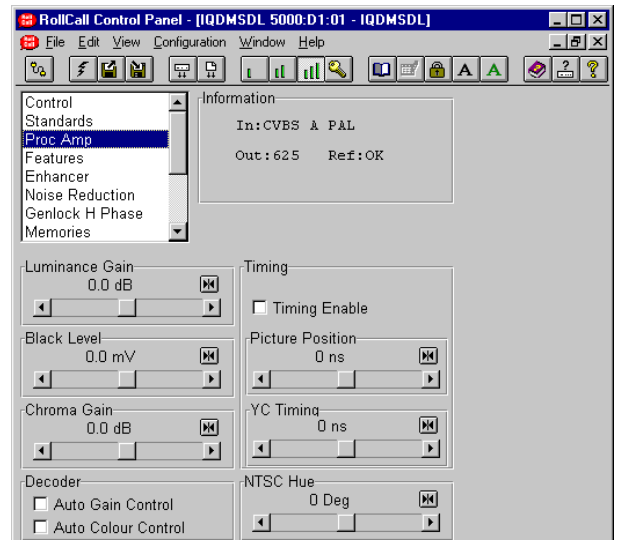 RollCall Control Panel - [IQDMSDL 5000:D1:01 - IQDMSDL]
File Edit View Configuration Window Help
A A
Control
Standards
Proc Amp
Features
Enhancer
Noise Reduction
Genlock H Phase
Memories
Information
In:CVBS A PAL
Out:625 Ref:OK
Luminance Gain
0.0 dB
Black Level
0.0 mV
Chroma Gain
0.0 dB
Decoder
Auto Gain Control
Auto Colour Control
Timing
Timing Enable
Picture Position
0 ns
YC Timing
0 ns
NTSC Hue
0 Deg